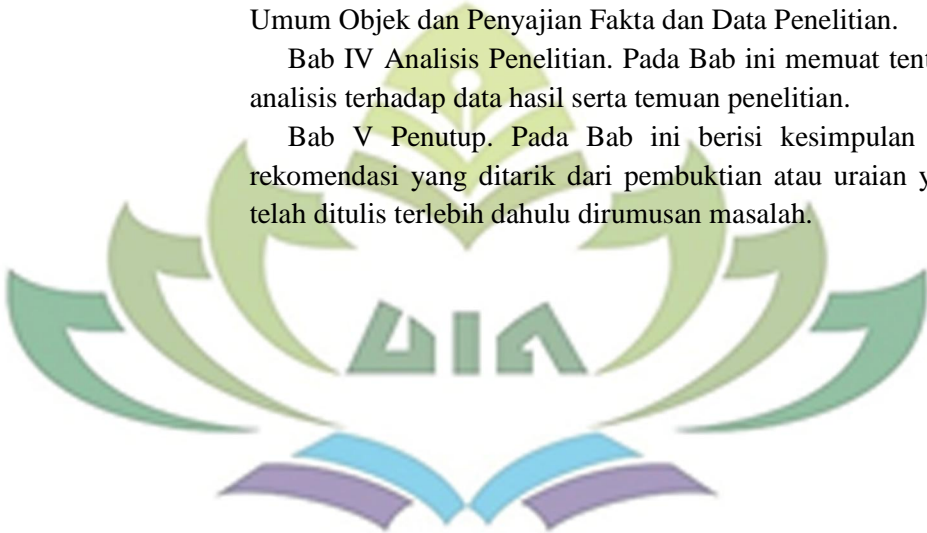 Umum Objek dan Penyajian Fakta dan Data Penelitian.
Bab IV Analisis Penelitian. Pada Bab ini memuat
analisis terhadap data hasil serta temuan penelitian.
Bab V Penutup. Pada Bab ini berisi kesimpulan
rekomendasi yang ditarik dari pembuktian atau uraian
telah ditulis terlebih dahulu dirumusan masalah.
UIN